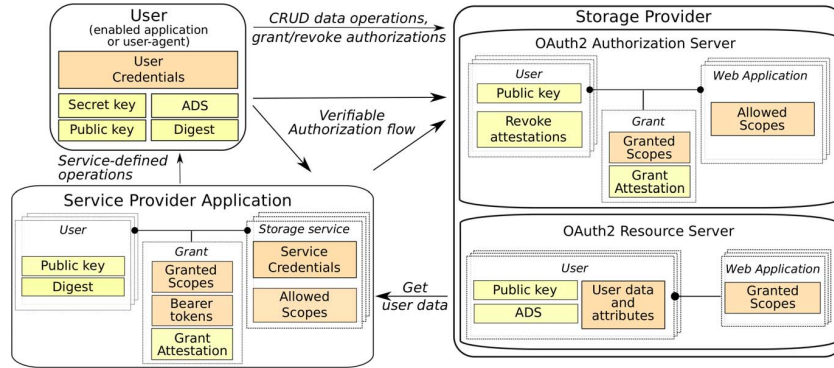 User
(enabled application
or user-agent)
User
Credentials
Secret key
ADS
Public key
Digest
CRUD data operations,
grant/revoke authorizations
Verifiable
Authorization flow
Service-defined
operations
Storage Provider
OAuth2 Authorization Server
User
Public key
Revoke
attestations
Grant
Granted
Scopes
Grant
Attestation
Web Application
Allowed
Scopes
Service Provider Application
User
Public key
Digest
Grant
Granted
Scopes
Bearer
tokens
Grant
Attestation
Storage service
Service
Credentials
Allowed
Scopes
Get
user data
OAuth2 Resource Server
User
Public key
ADS
User data
and
attributes
Web Application
Granted
Scopes